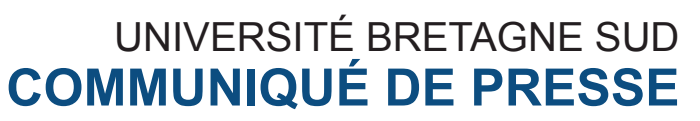 UNIVERSITÉ BRETAGNE SUD
COMMUNIQUÉ DE PRESSE